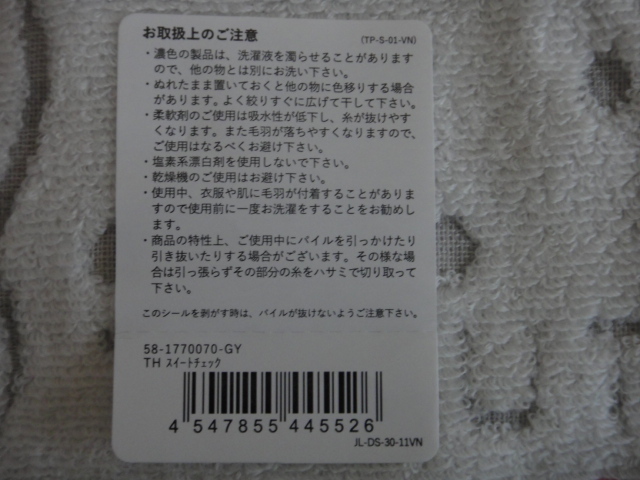 お取扱上のご注意
(TP-S-01-VN)
・濃色の製品は、洗濯液を濁らせることがあります
ので、他の物とは別にお洗い下さい。
・ぬれたまま置いておくと他の物に色移りする場合
があります。よく絞りすぐに広げて干して下さい。
・柔軟剤のご使用は吸水性が低下し、糸が抜けやす
くなります。また毛羽が落ちやすくなりますので、
ご使用はなるべくお避け下さい。
・塩素系漂白剤を使用しないで下さい。
・乾燥機のご使用はお避け下さい。
・使用中、衣服や肌に毛羽が付着することがありま
すので使用前に一度お洗濯をすることをお勧めしま
す。
・商品の特性上、ご使用中にパイルを引っかけたり
引き抜いたりする場合がございます。その様な場
合は引っ張らずその部分の糸をハサミで切り取って
下さい。
このシールを剥がす時は、パイルが抜けないようご注意下さい。
58-1770070-GY
TH スイートチェック
4 547855 445526
JL-DS-30-11VN